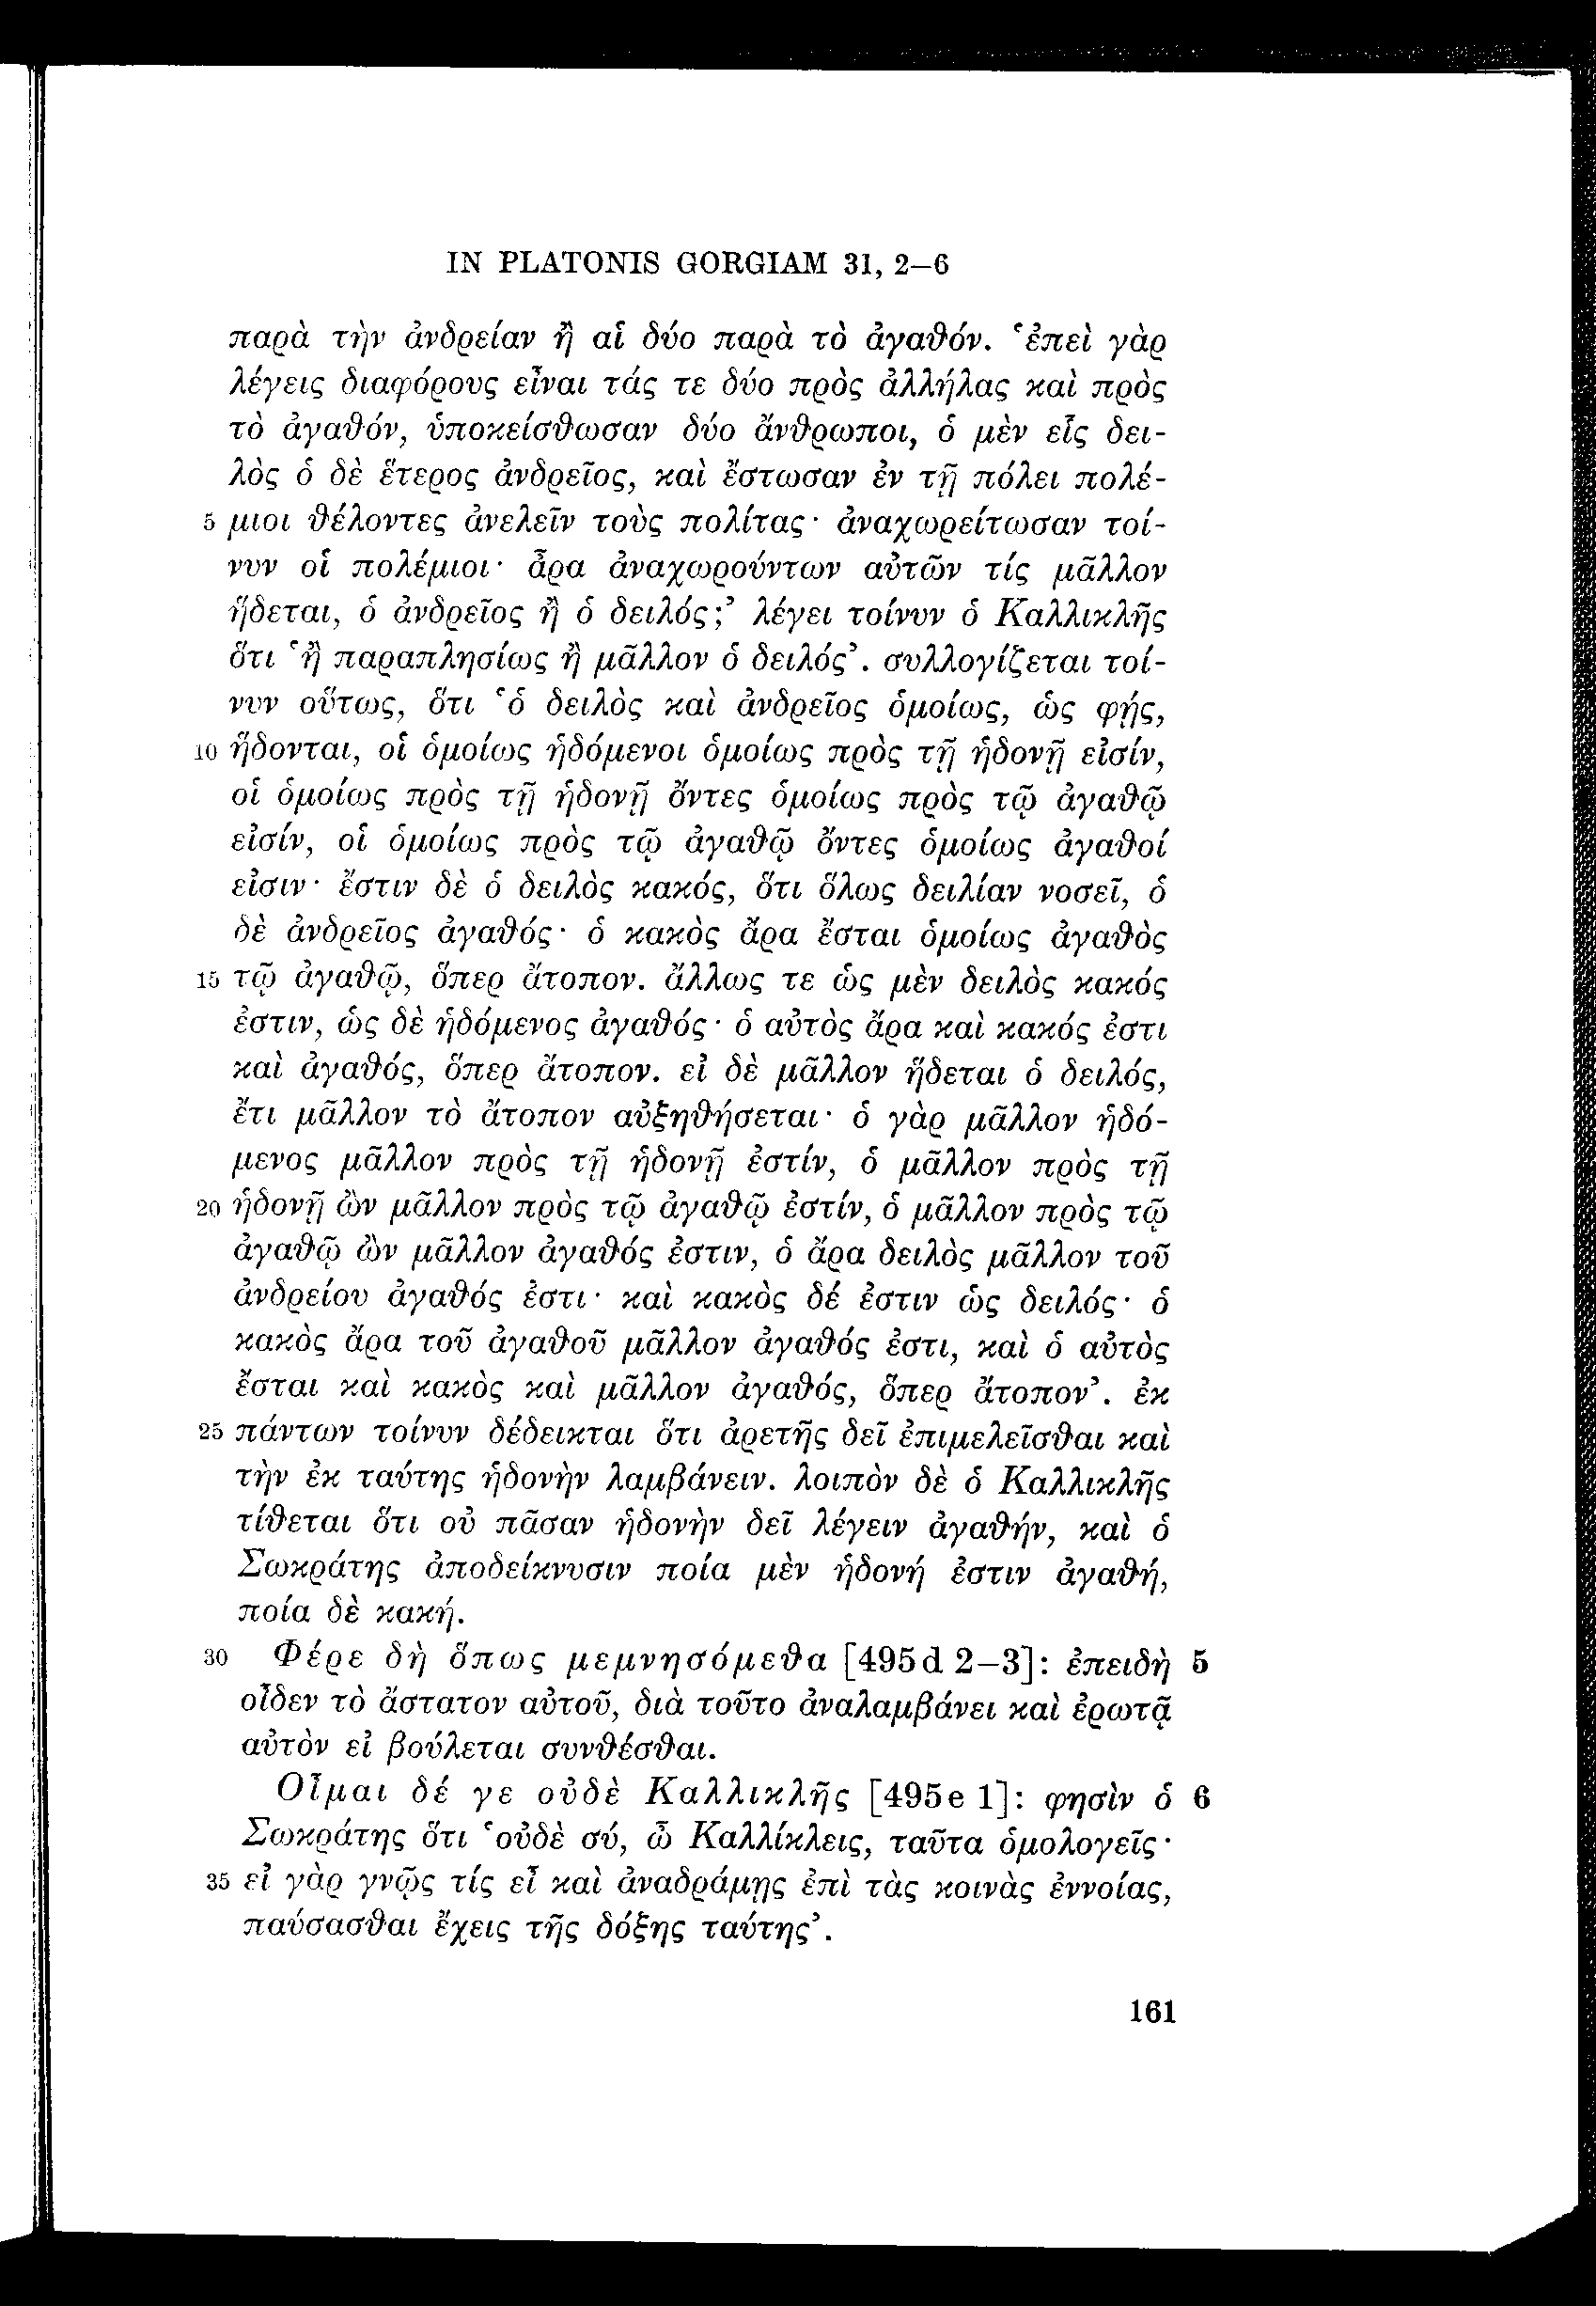 IN PLATONIS GORGIAM 31, 2–6
παρὰ τὴν ἀνδρείαν ἢ αἱ δύο παρὰ τὸ ἀγαθόν. ‘ἐπεὶ γὰρ
λέγεις διαφόρους εἶναι τάς τε δύο πρὸς ἀλλήλας καὶ πρὸς
τὸ ἀγαθόν, ὑποκείσθωσαν δύο ἄνθρωποι, ὁ μὲν εἷς δει-
λὸς ὁ δὲ ἕτερος ἀνδρεῖος, καὶ ἔστωσαν ἐν τῇ πόλει πολέ-
5 μιοι θέλοντες ἀνελεῖν τοὺς πολίτας· ἀναχωρείτωσαν τοί-
νυν οἱ πολέμιοι· ἆρα ἀναχωρούντων αὐτῶν τίς μᾶλλον
ἥδεται, ὁ ἀνδρεῖος ἢ ὁ δειλός;’ λέγει τοίνυν ὁ Καλλικλῆς
ὅτι ‘ἢ παραπλησίως ἢ μᾶλλον ὁ δειλός’. συλλογίζεται τοί-
νυν οὕτως, ὅτι ‘ὁ δειλὸς καὶ ἀνδρεῖος ὁμοίως, ὡς φῄς,
10 ἥδονται, οἱ ὁμοίως ἡδόμενοι ὁμοίως πρὸς τῇ ἡδονῇ εἰσίν,
οἱ ὁμοίως πρὸς τῇ ἡδονῇ ὄντες ὁμοίως πρὸς τῷ ἀγαθῷ
εἰσίν, οἱ ὁμοίως πρὸς τῷ ἀγαθῷ ὄντες ὁμοίως ἀγαθοί
εἰσιν· ἔστιν δὲ ὁ δειλὸς κακός, ὅτι ὅλως δειλίαν νοσεῖ, ὁ
δὲ ἀνδρεῖος ἀγαθός· ὁ κακὸς ἄρα ἔσται ὁμοίως ἀγαθὸς
15 τῷ ἀγαθῷ, ὅπερ ἄτοπον. ἄλλως τε ὡς μὲν δειλὸς κακός
ἐστιν, ὡς δὲ ἡδόμενος ἀγαθός· ὁ αὐτὸς ἄρα καὶ κακός ἐστι
καὶ ἀγαθός, ὅπερ ἄτοπον. εἰ δὲ μᾶλλον ἥδεται ὁ δειλός,
ἔτι μᾶλλον τὸ ἄτοπον αὐξηθήσεται· ὁ γὰρ μᾶλλον ἡδό-
μενος μᾶλλον πρὸς τῇ ἡδονῇ ἐστίν, ὁ μᾶλλον πρὸς τῇ
20 ἡδονῇ ὢν μᾶλλον πρὸς τῷ ἀγαθῷ ἐστίν, ὁ μᾶλλον πρὸς τῷ
ἀγαθῷ ὢν μᾶλλον ἀγαθός ἐστιν, ὁ ἄρα δειλὸς μᾶλλον τοῦ
ἀνδρείου ἀγαθός ἐστι· καὶ κακὸς δέ ἐστιν ὡς δειλός· ὁ
κακὸς ἄρα τοῦ ἀγαθοῦ μᾶλλον ἀγαθός ἐστι, καὶ ὁ αὐτὸς
ἔσται καὶ κακὸς καὶ μᾶλλον ἀγαθός, ὅπερ ἄτοπον’. ἐκ
25 πάντων τοίνυν δέδεικται ὅτι ἀρετῆς δεῖ ἐπιμελεῖσθαι καὶ
τὴν ἐκ ταύτης ἡδονὴν λαμβάνειν. λοιπὸν δὲ ὁ Καλλικλῆς
τίθεται ὅτι οὐ πᾶσαν ἡδονὴν δεῖ λέγειν ἀγαθήν, καὶ ὁ
Σωκράτης ἀποδείκνυσιν ποία μὲν ἡδονή ἐστιν ἀγαθή,
ποία δὲ κακή.
30 Φέρε δὴ ὅπως μεμνησόμεθα [495d 2–3]: ἐπειδὴ 5
οἶδεν τὸ ἄστατον αὐτοῦ, διὰ τοῦτο ἀναλαμβάνει καὶ ἐρωτᾷ
αὐτὸν εἰ βούλεται συνθέσθαι.
Οἶμαι δέ γε οὐδὲ Καλλικλῆς [495e 1]: φησὶν ὁ 6
Σωκράτης ὅτι ‘οὐδὲ σύ, ὦ Καλλίκλεις, ταῦτα ὁμολογεῖς·
35 εἰ γὰρ γνῷς τίς εἶ καὶ ἀναδράμῃς ἐπὶ τὰς κοινὰς ἐννοίας,
παύσασθαι ἔχεις τῆς δόξης ταύτης’.
161